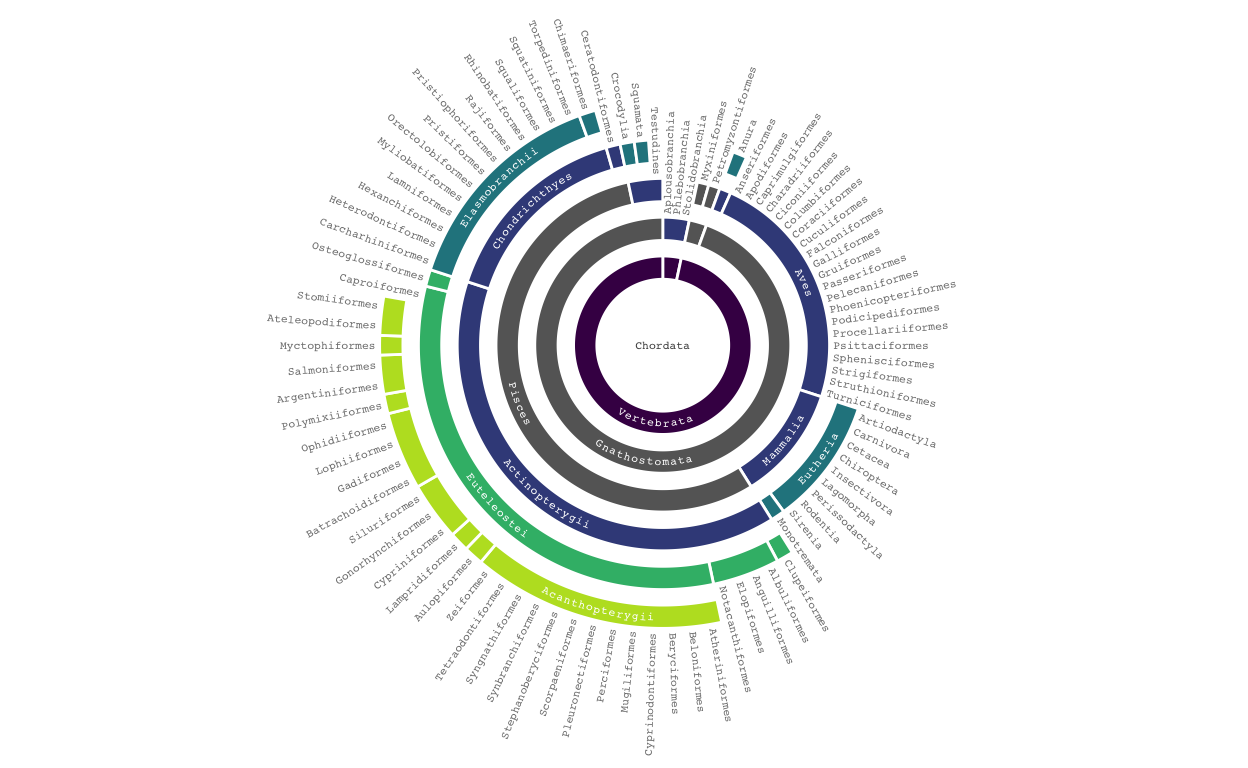 Chordata
Vertebrata
Gnathostomata
Pisces
Actinopterygii
Chondrichthyes
Aves
Mammalia
Elasmobranchii
Eutheria
Euteleostei
Acanthopterygii
Aplousobranchia
Phlebobranchia
Stolidobranchia
Myxiniformes
Petromyzontiformes
Anura
Anseriformes
Apodiformes
Caprimulgiformes
Charadriiformes
Ciconiiformes
Columbiformes
Coraciiformes
Cuculiformes
Falconiformes
Galliformes
Gruiformes
Passeriformes
Pelecaniformes
Phoenicopteriformes
Podicipediformes
Procellariiformes
Psittaciformes
Sphenisciformes
Strigiformes
Struthioniformes
Turniciformes
Artiodactyla
Carnivora
Cetacea
Chiroptera
Insectivora
Lagomorpha
Perissodactyla
Rodentia
Sirenia
Monotremata
Clupeiformes
Albuliformes
Anguilliformes
Elopiformes
Notacanthiformes
Atheriniformes
Beloniformes
Beryciformes
Cyprinodontiformes
Mugiliformes
Perciformes
Pleuronectiformes
Scorpaeniformes
Stephanoberyciformes
Synbranchiformes
Syngnathiformes
Tetraodontiformes
Zeiformes
Aulopiformes
Lampridiformes
Cypriniformes
Gonorhynchiformes
Siluriformes
Batrachoidiformes
Gadiformes
Lophiiformes
Ophidiiformes
Polymixiiformes
Argentiniformes
Salmoniformes
Myctophiformes
Ateleopodiformes
Stomiiformes
Caproiformes
Osteoglossiformes
Carcharhiniformes
Heterodontiformes
Hexanchiformes
Lamniformes
Myliobatiformes
Orectolobiformes
Pristiformes
Pristiophoriformes
Rajiformes
Rhinobatiformes
Squaliformes
Squatiniformes
Torpediniformes
Chimaeriformes
Ceratodontiformes
Crocodylia
Squamata
Testudines